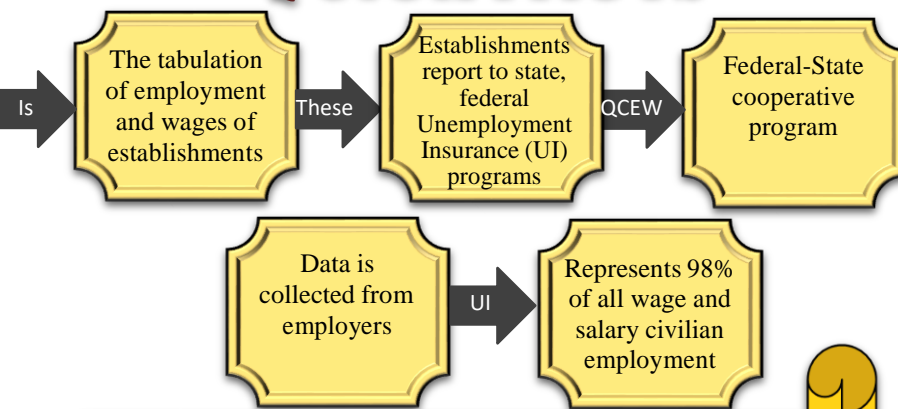 Is
The tabulation
of employment
and wages of
establishments
These
Establishments
report to state,
federal
Unemployment
Insurance (UI)
programs
QCEW
Federal-State
cooperative
program
Data is
collected from
employers
UI
Represents 98%
of all wage and
salary civilian
employment